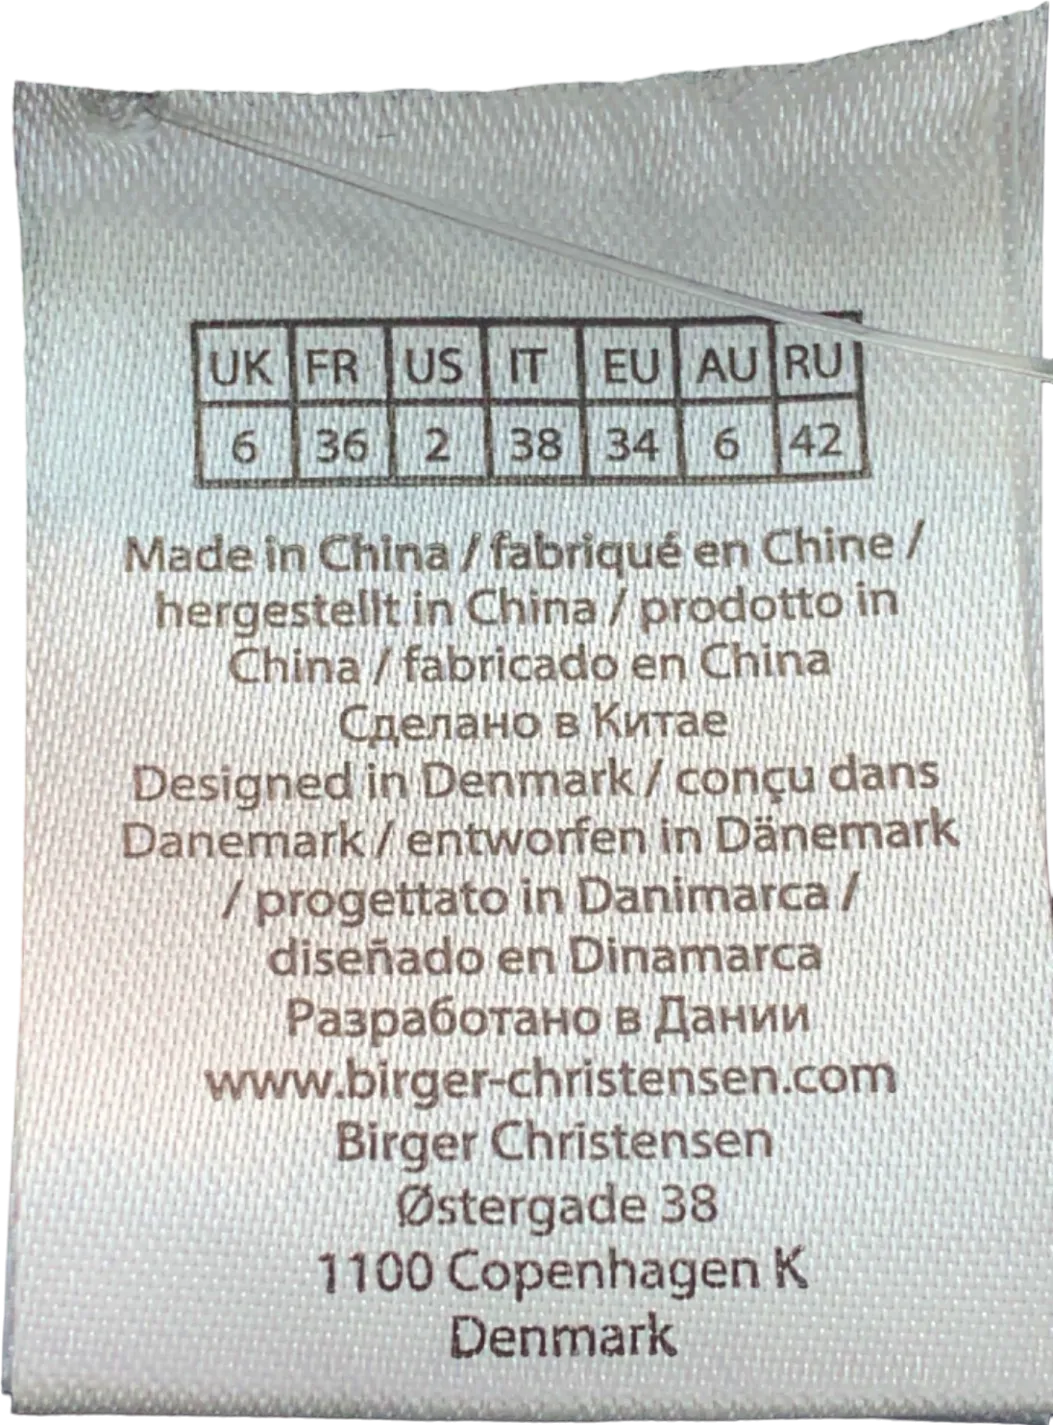 UK FR US IT EU AU RU
6 36 2 38 34 6 42
Made in China / fabriqué en Chine /
hergestellt in China / prodotto in
China / fabricado en China
Сделано в Китае
Designed in Denmark / conçu dans
Danemark / entworfen in Dänemark
/ progettato in Danimarca /
diseñado en Dinamarca
Разработано в Дании
www.birger-christensen.com
Birger Christensen
Østergade 38
1100 Copenhagen K
Denmark